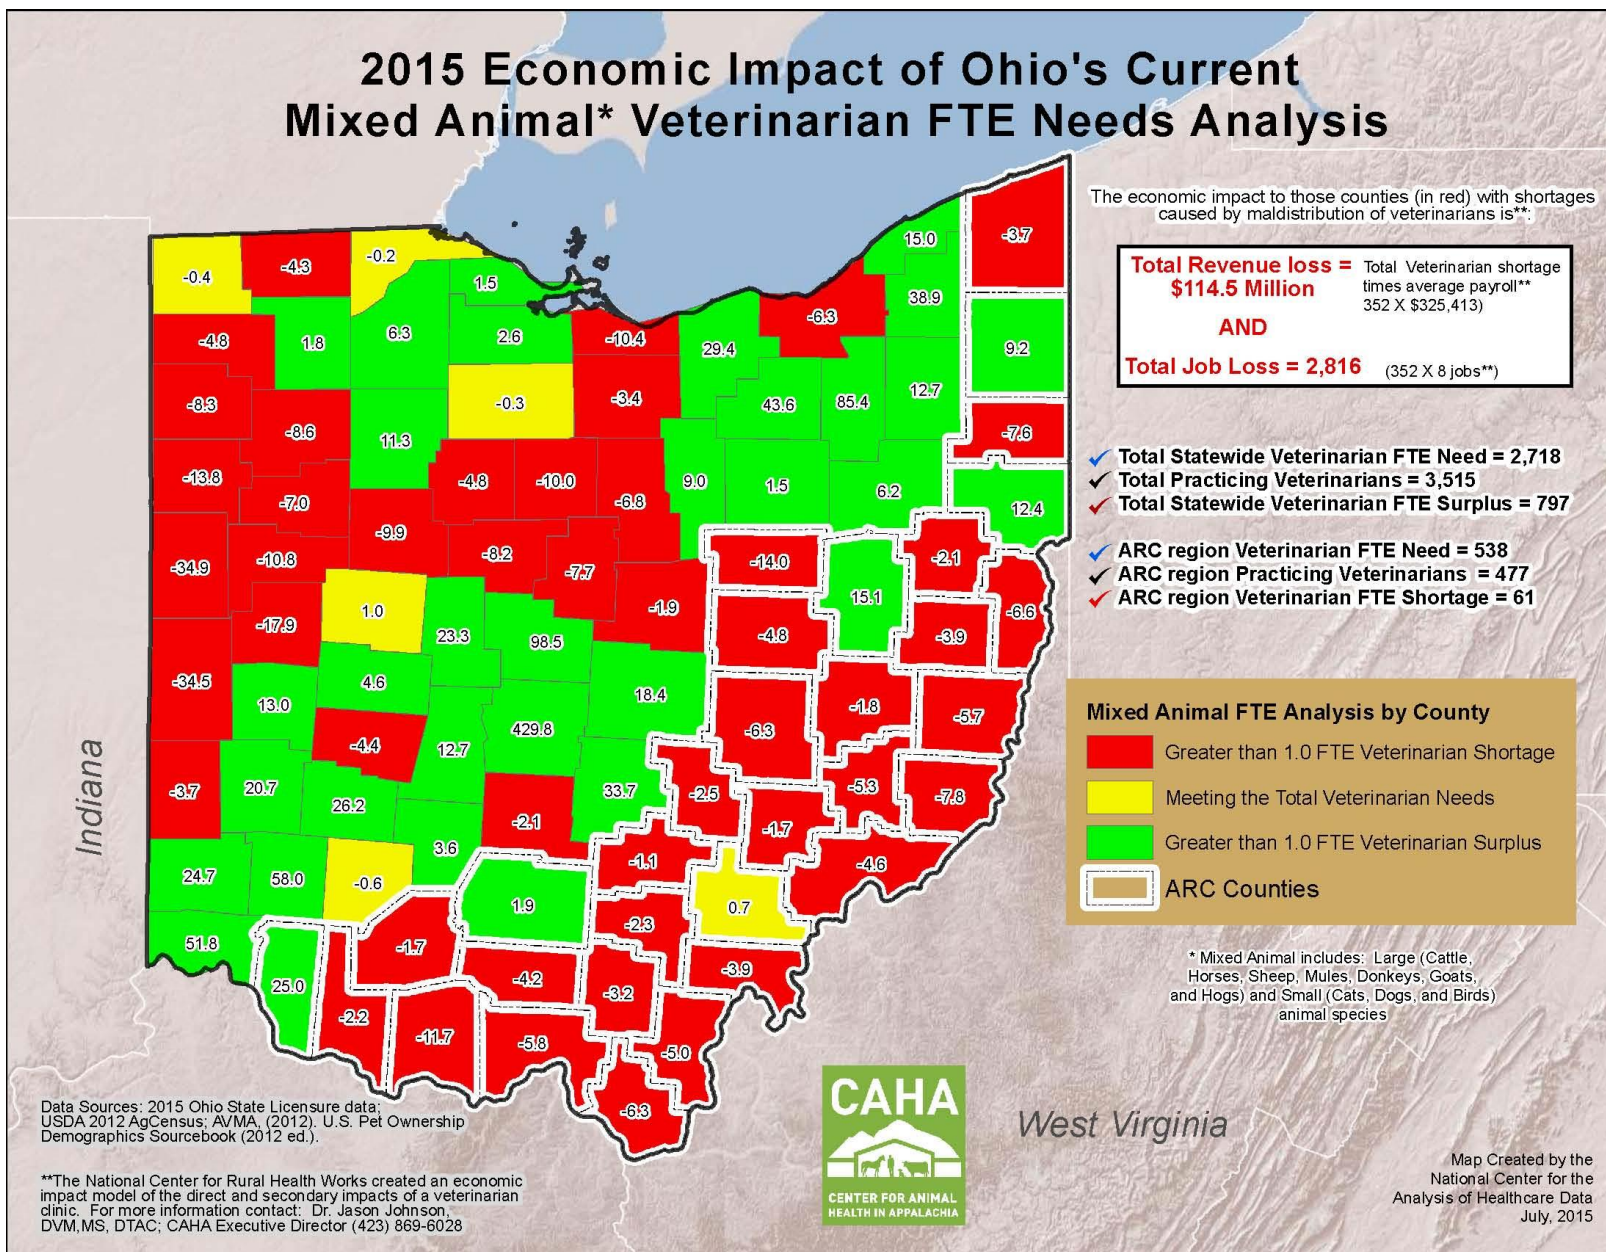 2015 Economic Impact of Ohio's Current
Mixed Animal* Veterinarian FTE Needs Analysis
The economic impact to those counties (in red) with shortages
caused by maldistribution of veterinarians is**:
Total Revenue loss =
$114.5 Million
Total Veterinarian shortage
times average payroll**
352 X $325,413)
AND
Total Job Loss = 2,816 (352 X 8 jobs**)
Total Statewide Veterinarian FTE Need = 2,718
Total Practicing Veterinarians = 3,515
Total Statewide Veterinarian FTE Surplus = 797
ARC region Veterinarian FTE Need = 538
ARC region Practicing Veterinarians = 477
ARC region Veterinarian FTE Shortage = 61
Mixed Animal FTE Analysis by County
Greater than 1.0 FTE Veterinarian Shortage
Meeting the Total Veterinarian Needs
Greater than 1.0 FTE Veterinarian Surplus
ARC Counties
* Mixed Animal includes: Large (Cattle,
Horses, Sheep, Mules, Donkeys, Goats,
and Hogs) and Small (Cats, Dogs, and Birds)
animal species
-0.4
-4.3
-0.2
1.5
15.0
-3.7
-4.8
1.8
6.3
2.6
-10.4
29.4
-6.3
38.9
9.2
-8.3
-8.6
11.3
-0.3
-3.4
43.6
85.4
12.7
-7.6
-13.8
-7.0
-4.8
-10.0
-6.8
9.0
1.5
6.2
12.4
-34.9
-10.8
-9.9
-8.2
-7.7
-14.0
15.1
-2.1
-6.6
-17.9
1.0
23.3
98.5
-1.9
-4.8
-3.9
-34.5
13.0
4.6
429.8
18.4
-6.3
-1.8
-5.7
-3.7
20.7
-4.4
12.7
33.7
-2.5
-5.3
-7.8
26.2
-2.1
-1.7
24.7
58.0
-0.6
3.6
1.9
-1.1
0.7
-4.6
51.8
25.0
-1.7
-4.2
-2.3
-3.9
-2.2
-11.7
-5.8
-3.2
-5.0
-6.3
Indiana
West Virginia
Data Sources: 2015 Ohio State Licensure data;
USDA 2012 AgCensus; AVMA, (2012). U.S. Pet Ownership
Demographics Sourcebook (2012 ed.).
**The National Center for Rural Health Works created an economic
impact model of the direct and secondary impacts of a veterinarian
clinic. For more information contact: Dr. Jason Johnson,
DVM,MS, DTAC; CAHA Executive Director (423) 869-6028
CAHA
CENTER FOR ANIMAL
HEALTH IN APPALACHIA
Map Created by the
National Center for the
Analysis of Healthcare Data
July, 2015